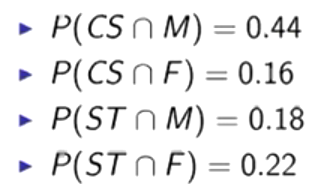 ▶ P(CS ∩ M) = 0.44
▶ P(CS ∩ F) = 0.16
▶ P(ST ∩ M) = 0.18
▶ P(ST ∩ F) = 0.22